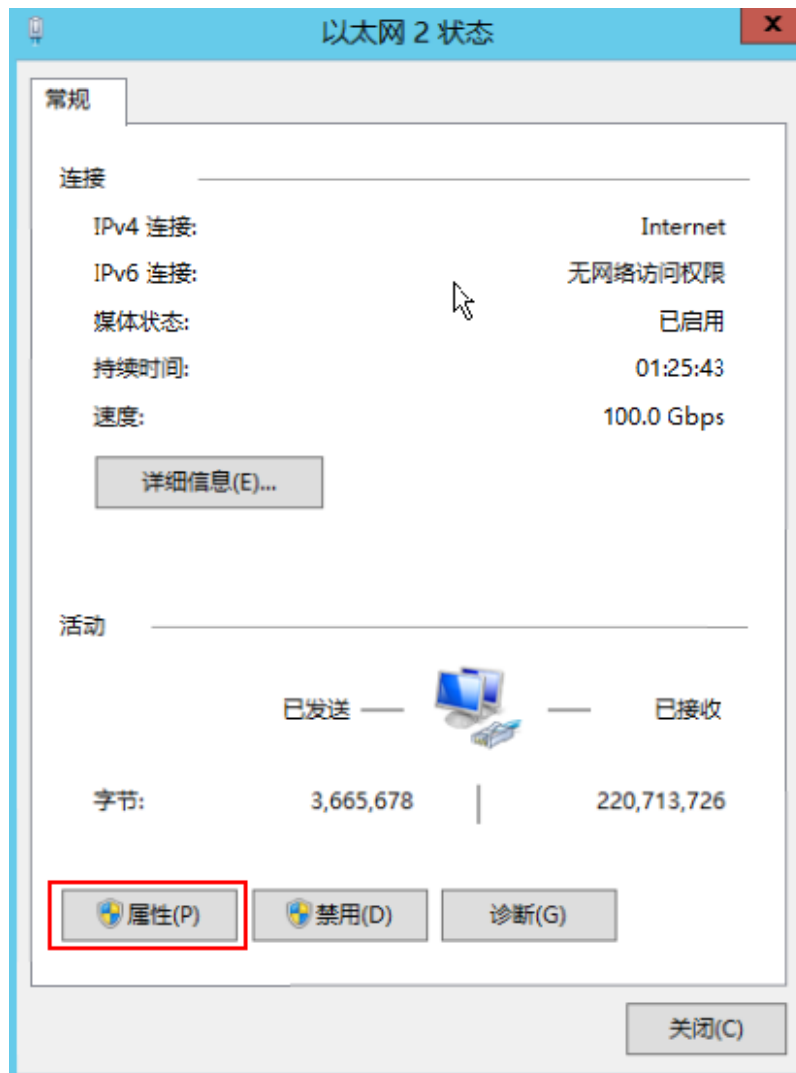 以太网 2 状态
常规
连接
IPv4 连接: Internet
IPv6 连接: 无网络访问权限
媒体状态: 已启用
持续时间: 01:25:43
速度: 100.0 Gbps
详细信息(E)...
活动
已发送 已接收
字节: 3,665,678 220,713,726
属性(P) 禁用(D) 诊断(G)
关闭(C)